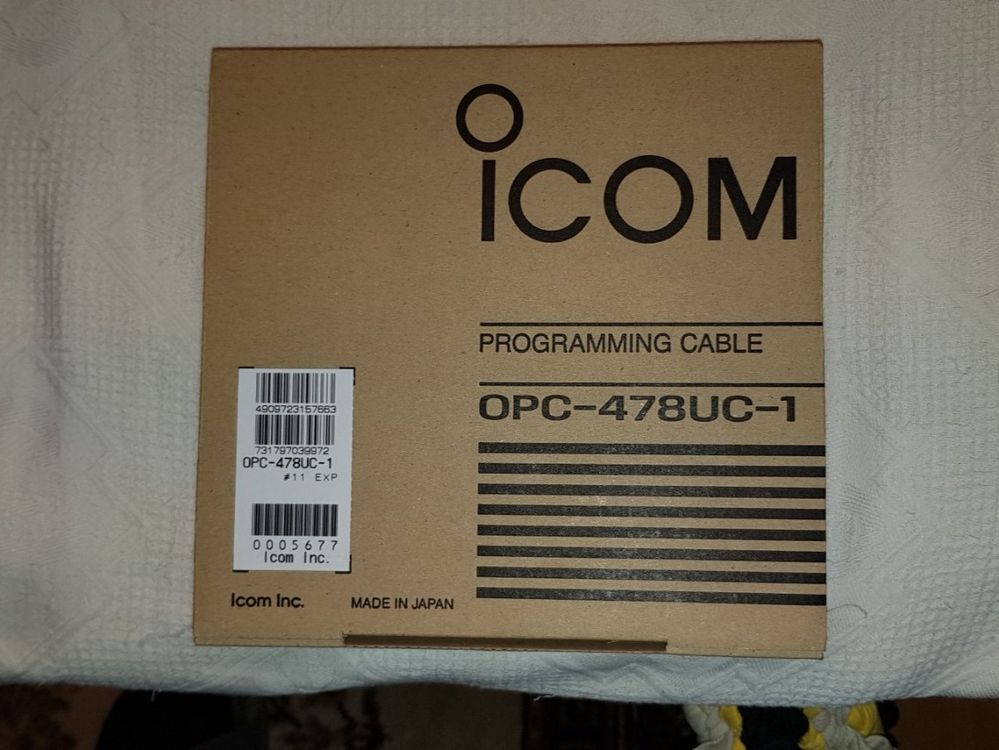 ICOM
PROGRAMMING CABLE
OPC-478UC-1
4909723157663
731797039972
OPC-478UC-1
#11 EXP
0005677
Icom Inc.
Icom Inc.
MADE IN JAPAN